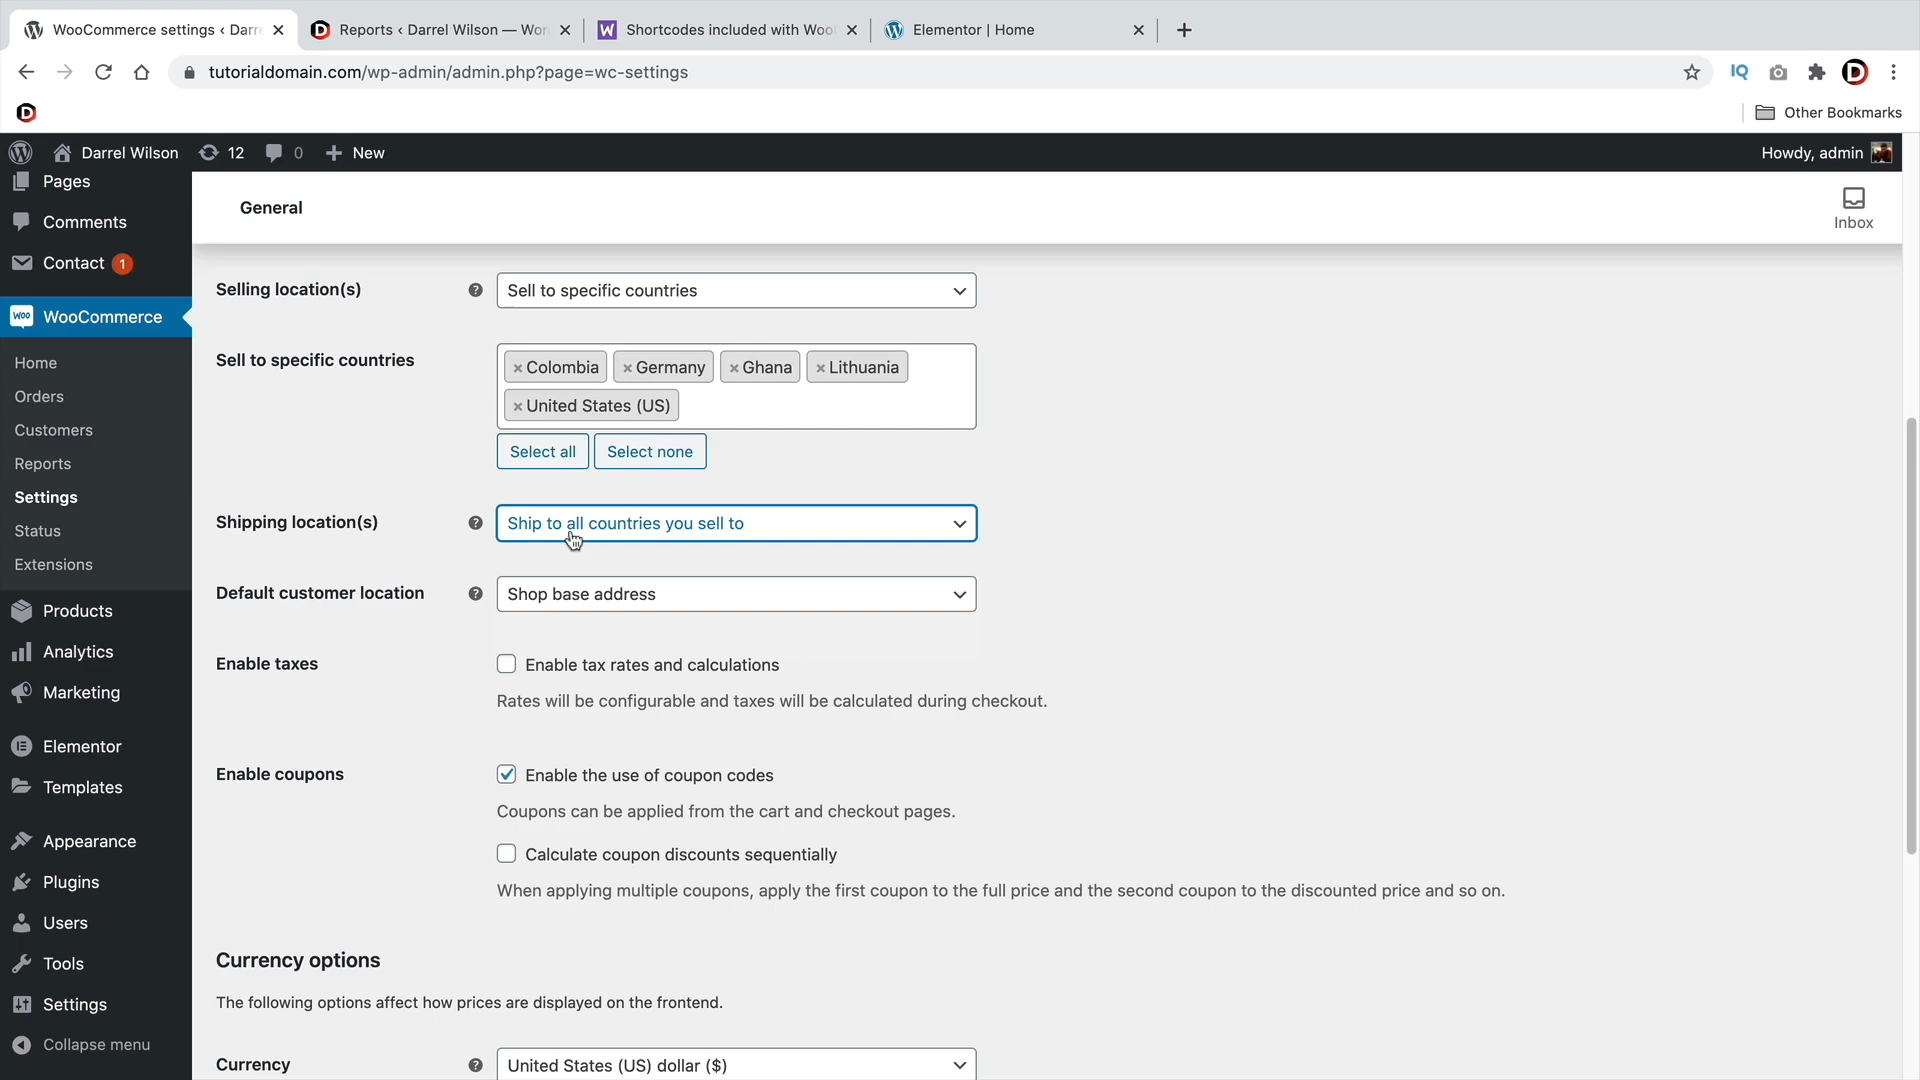 WooCommerce settings ‹ Darre
Reports ‹ Darrel Wilson — Wor
Shortcodes included with Woo
Elementor | Home
tutorialdomain.com/wp-admin/admin.php?page=wc-settings
IQ
D
D
Other Bookmarks
Darrel Wilson
12
0
New
Howdy, admin
Pages
Comments
Contact 1
WooCommerce
Home
Orders
Customers
Reports
Settings
Status
Extensions
Products
Analytics
Marketing
Elementor
Templates
Appearance
Plugins
Users
Tools
Settings
Collapse menu
General
Inbox
Selling location(s)
Sell to specific countries
Sell to specific countries
× Colombia × Germany × Ghana × Lithuania
× United States (US)
Select all Select none
Shipping location(s)
Ship to all countries you sell to
Default customer location
Shop base address
Enable taxes
Enable tax rates and calculations
Rates will be configurable and taxes will be calculated during checkout.
Enable coupons
Enable the use of coupon codes
Coupons can be applied from the cart and checkout pages.
Calculate coupon discounts sequentially
When applying multiple coupons, apply the first coupon to the full price and the second coupon to the discounted price and so on.
Currency options
The following options affect how prices are displayed on the frontend.
Currency
United States (US) dollar ($)